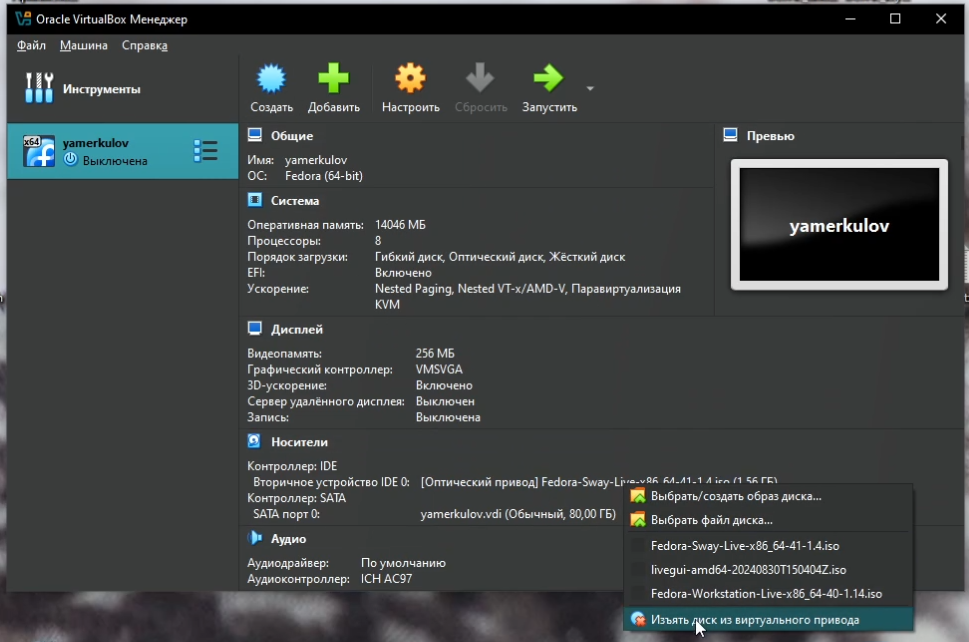 Oracle VirtualBox Менеджер
Файл Машина Справка
Инструменты
Создать Добавить Настроить Сбросить Запустить
x64 yamerkulov
Выключена
Общие
Имя: yamerkulov
ОС: Fedora (64-bit)
Превью
yamerkulov
Система
Оперативная память: 14046 МБ
Процессоры: 8
Порядок загрузки: Гибкий диск, Оптический диск, Жёсткий диск
EFI: Включено
Ускорение: Nested Paging, Nested VT-x/AMD-V, Паравиртуализация
KVM
Дисплей
Видеопамять: 256 МБ
Графический контроллер: VMSVGA
3D-ускорение: Включено
Сервер удалённого дисплея: Выключен
Запись: Выключена
Носители
Контроллер: IDE
Вторичное устройство IDE 0: [Оптический привод] Fedora-Sway-Live-x86_64-41-1.4.iso (1,56 ГБ)
Контроллер: SATA
SATA порт 0: yamerkulov.vdi (Обычный, 80,00 ГБ)
Аудио
Аудиодрайвер: По умолчанию
Аудиоконтроллер: ICH AC97
Выбрать/создать образ диска...
Выбрать файл диска...
Fedora-Sway-Live-x86_64-41-1.4.iso
livegui-amd64-20240830T150404Z.iso
Fedora-Workstation-Live-x86_64-40-1.14.iso
Изъять диск из виртуального привода